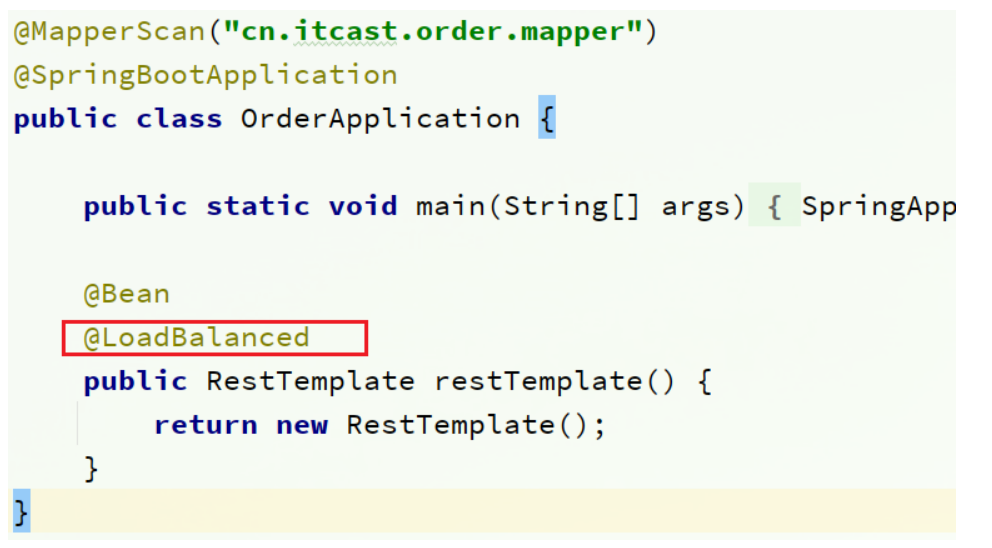 @MapperScan("cn.itcast.order.mapper")
@SpringBootApplication
public class OrderApplication {
public static void main(String[] args) { SpringApp
@Bean
@LoadBalanced
public RestTemplate restTemplate() {
return new RestTemplate();
}
}